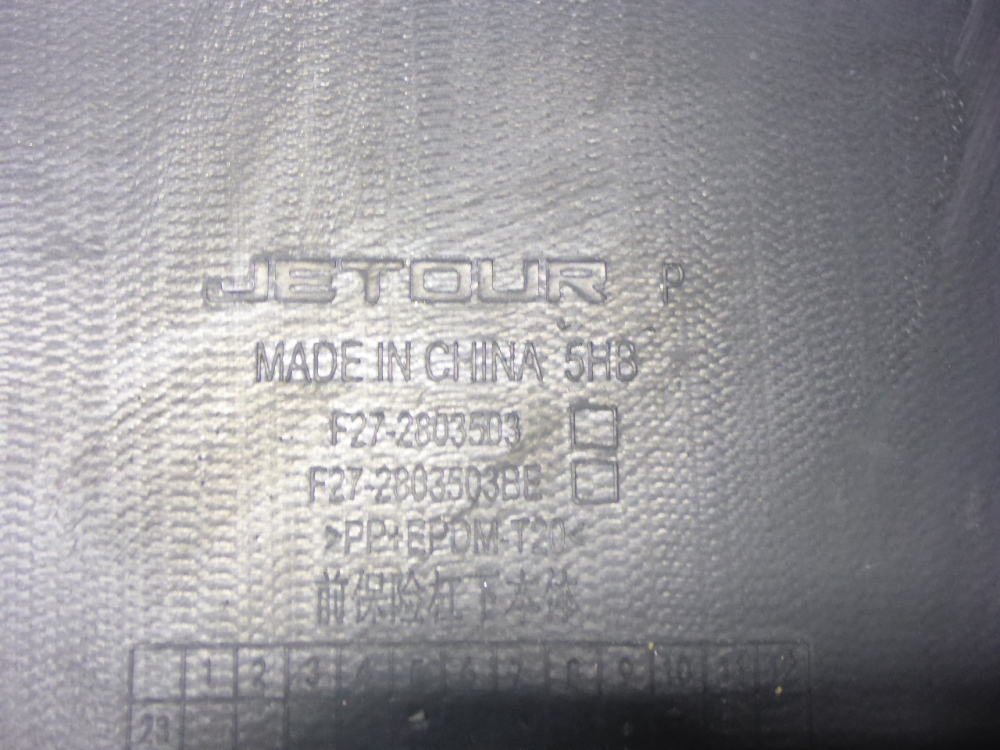 JETOUR P
MADE IN CHINA 5HB
F27-2803503
F27-2803503BE
>PP+EPDM-T20<
前保险杠下本体
1 2 3 4 5 6 7 8 9 10 11 12
23